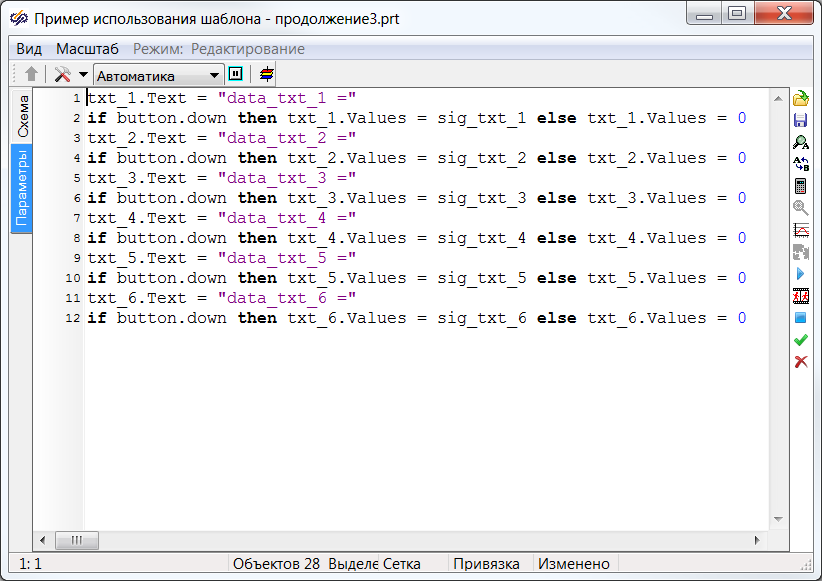 Пример использования шаблона - продолжение3.prt
Вид Масштаб Режим: Редактирование
Автоматика
Схема
Параметры
1 txt_1.Text = "data_txt_1 ="
2 if button.down then txt_1.Values = sig_txt_1 else txt_1.Values = 0
3 txt_2.Text = "data_txt_2 ="
4 if button.down then txt_2.Values = sig_txt_2 else txt_2.Values = 0
5 txt_3.Text = "data_txt_3 ="
6 if button.down then txt_3.Values = sig_txt_3 else txt_3.Values = 0
7 txt_4.Text = "data_txt_4 ="
8 if button.down then txt_4.Values = sig_txt_4 else txt_4.Values = 0
9 txt_5.Text = "data_txt_5 ="
10 if button.down then txt_5.Values = sig_txt_5 else txt_5.Values = 0
11 txt_6.Text = "data_txt_6 ="
12 if button.down then txt_6.Values = sig_txt_6 else txt_6.Values = 0
1: 1 Объектов 28 Выделе Сетка Привязка Изменено